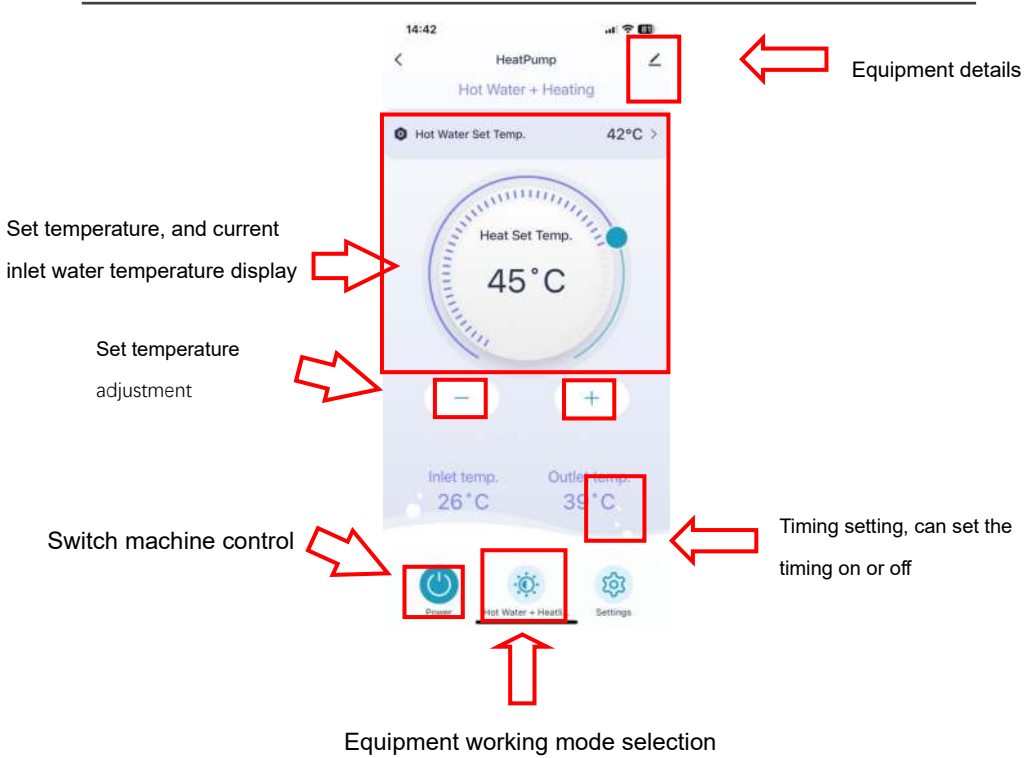 14:42
81
HeatPump
Equipment details
Hot Water + Heating
Hot Water Set Temp.
42°C
Set temperature, and current
inlet water temperature display
Heat Set Temp.
45°C
Set temperature
adjustment
Inlet temp.
Outlet temp.
26°C
39°C
Switch machine control
Timing setting, can set the
timing on or off
Power
Hot Water + Heati...
Settings
Equipment working mode selection